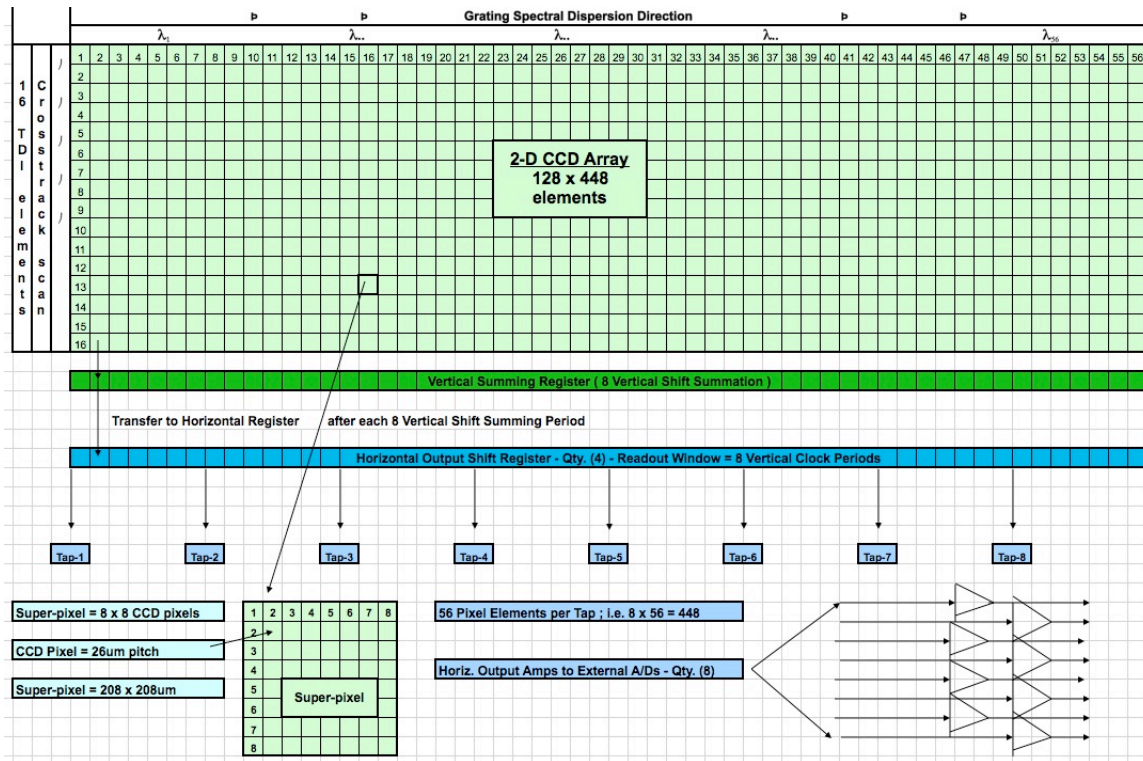 Þ Þ Grating Spectral Dispersion Direction Þ Þ
λ1 λ... λ... λ... λ56
16 TDI elements
Crosstrack scan
1 2 3 4 5 6 7 8 9 10 11 12 13 14 15 16 17 18 19 20 21 22 23 24 25 26 27 28 29 30 31 32 33 34 35 36 37 38 39 40 41 42 43 44 45 46 47 48 49 50 51 52 53 54 55 56
2
3
4
5
6
7
8
9
10
11
12
13
14
15
16
2-D CCD Array
128 x 448
elements
Vertical Summing Register ( 8 Vertical Shift Summation )
Transfer to Horizontal Register after each 8 Vertical Shift Summing Period
Horizontal Output Shift Register - Qty. (4) - Readout Window = 8 Vertical Clock Periods
Tap-1 Tap-2 Tap-3 Tap-4 Tap-5 Tap-6 Tap-7 Tap-8
Super-pixel = 8 x 8 CCD pixels
CCD Pixel = 26um pitch
Super-pixel = 208 x 208um
1 2 3 4 5 6 7 8
2
3
4
5
6
7
8
Super-pixel
56 Pixel Elements per Tap ; i.e. 8 x 56 = 448
Horiz. Output Amps to External A/Ds - Qty. (8)